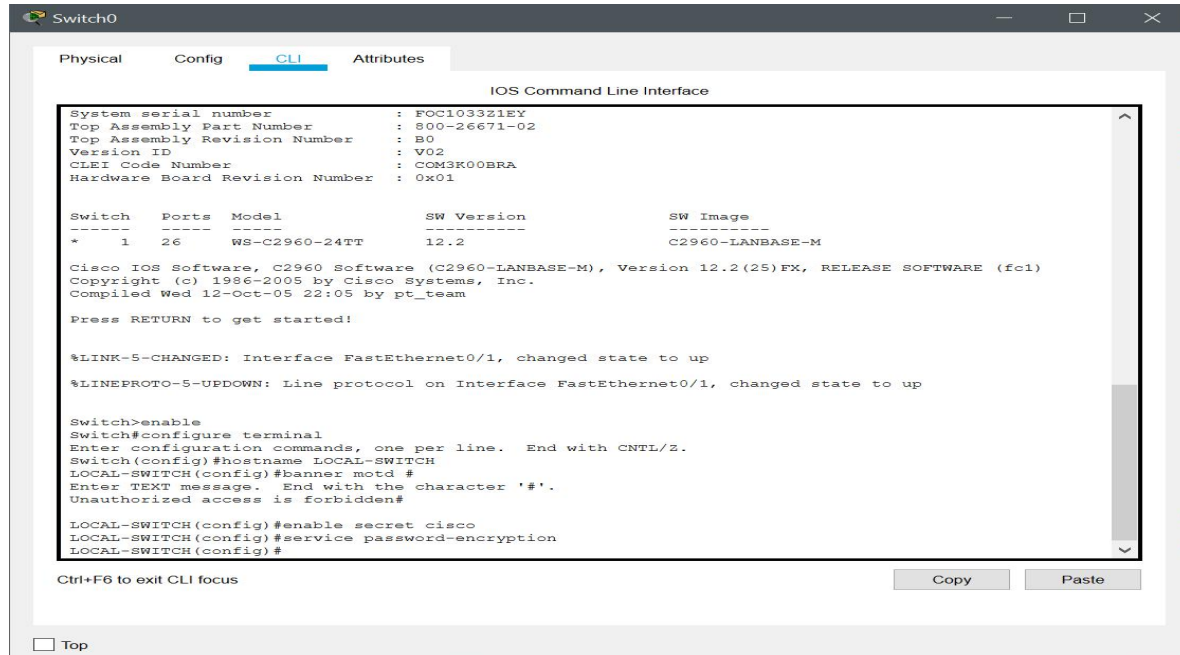 Switch0
Physical Config CLI Attributes
IOS Command Line Interface
System serial number : FOC1033Z1EY
Top Assembly Part Number : 800-26671-02
Top Assembly Revision Number : B0
Version ID : V02
CLEI Code Number : COM3K00BRA
Hardware Board Revision Number : 0x01
Switch Ports Model SW Version SW Image
------ ----- ----- ---------- ----------
* 1 26 WS-C2960-24TT 12.2 C2960-LANBASE-M
Cisco IOS Software, C2960 Software (C2960-LANBASE-M), Version 12.2(25)FX, RELEASE SOFTWARE (fc1)
Copyright (c) 1986-2005 by Cisco Systems, Inc.
Compiled Wed 12-Oct-05 22:05 by pt_team
Press RETURN to get started!
%LINK-5-CHANGED: Interface FastEthernet0/1, changed state to up
%LINEPROTO-5-UPDOWN: Line protocol on Interface FastEthernet0/1, changed state to up
Switch>enable
Switch#configure terminal
Enter configuration commands, one per line. End with CNTL/Z.
Switch(config)#hostname LOCAL-SWITCH
LOCAL-SWITCH(config)#banner motd #
Enter TEXT message. End with the character '#'.
Unauthorized access is forbidden#
LOCAL-SWITCH(config)#enable secret cisco
LOCAL-SWITCH(config)#service password-encryption
LOCAL-SWITCH(config)#
Ctrl+F6 to exit CLI focus
Copy Paste
Top